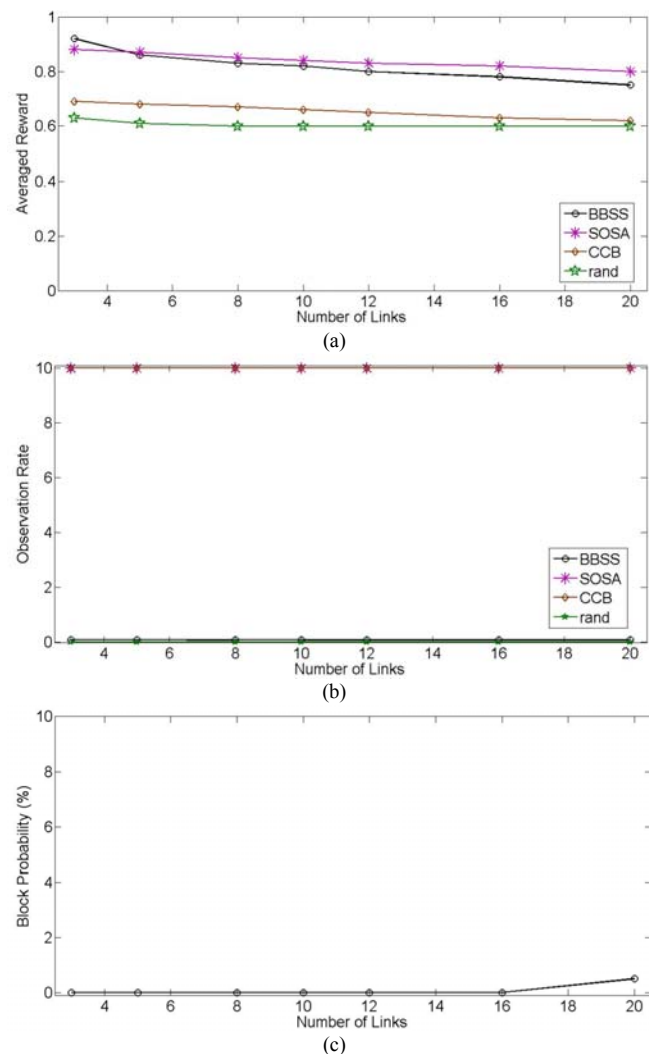 1
0.8
0.6
0.4
0.2
0
Averaged Reward
BBSS
SOSA
CCB
rand
4 6 8 10 12 14 16 18 20
Number of Links
(a)
10
8
6
4
2
0
Observation Rate
BBSS
SOSA
CCB
rand
4 6 8 10 12 14 16 18 20
Number of Links
(b)
10
8
6
4
2
0
Block Probability (%)
4 6 8 10 12 14 16 18 20
Number of Links
(c)